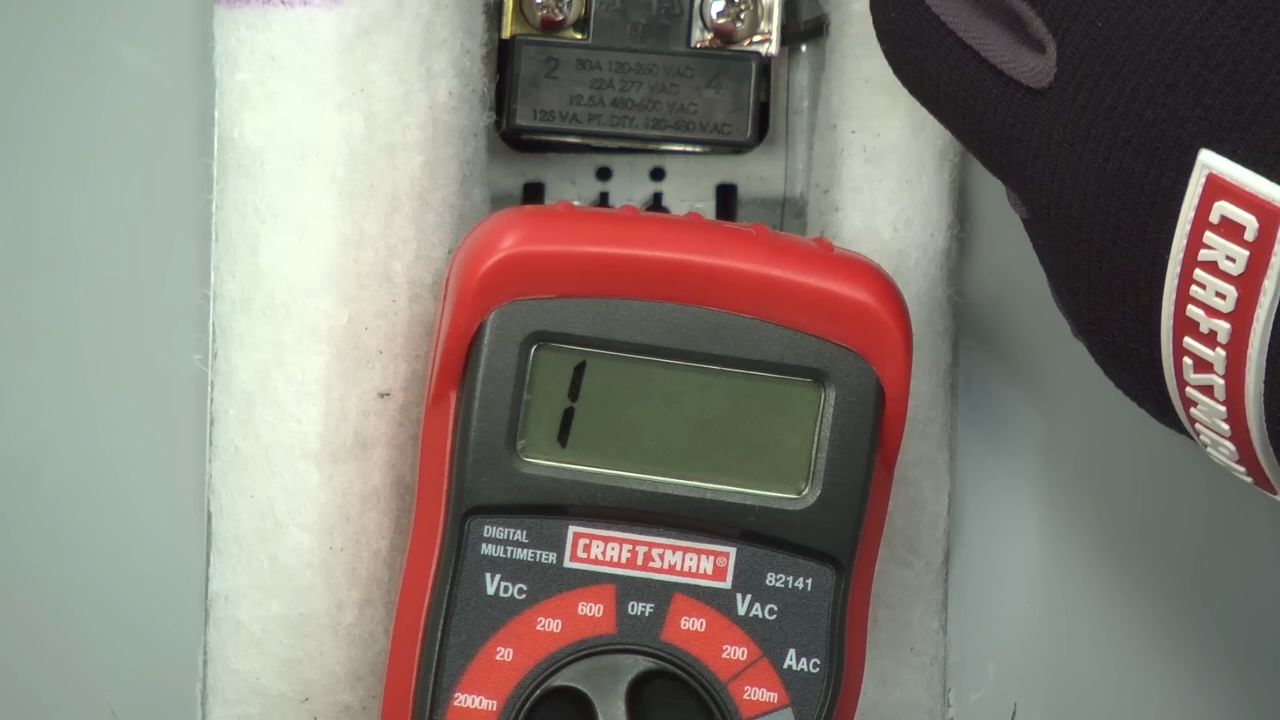 2 30A 120-250 VAC 4
22A 277 VAC
12.5A 480-600 VAC
125 VA. PT. DTY. 120-480 VAC
CRAFTSMAN
1
DIGITAL
MULTIMETER
CRAFTSMAN®
82141
VDC
VAC
600
OFF
600
200
200
20
AAC
2000m
200m